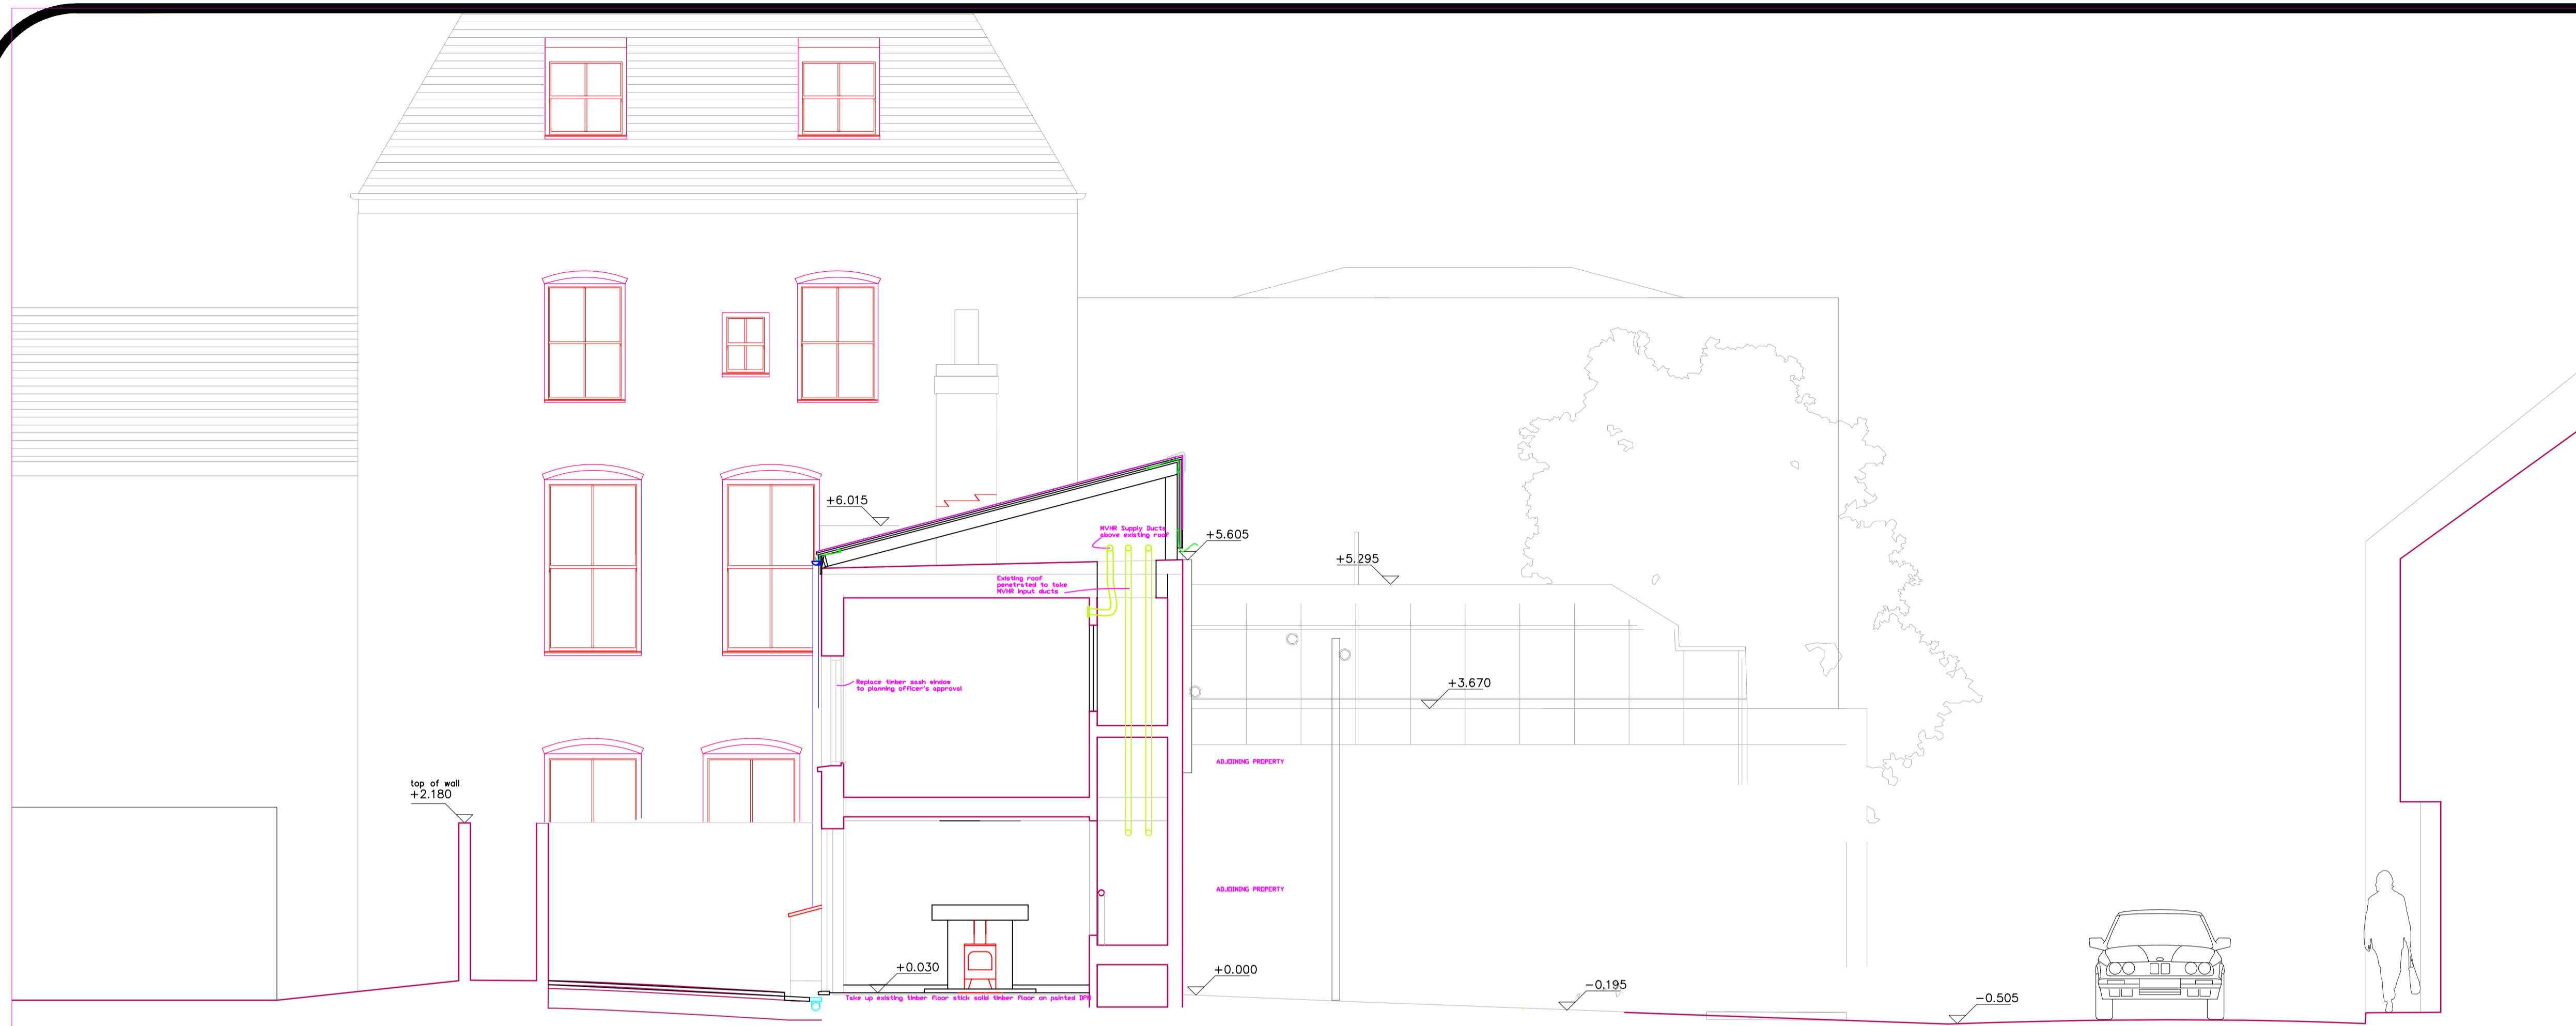 +6.015
MVHR Supply Ducts
above existing roof
+5.605
+5.295
Existing roof
penetrated to take
MVHR input ducts
Replace timber sash window
to planning officer's approval
+3.670
ADJOINING PROPERTY
top of wall
+2.180
ADJOINING PROPERTY
+0.030
+0.000
Take up existing timber floor stick solid timber floor on painted DPM
-0.195
-0.505